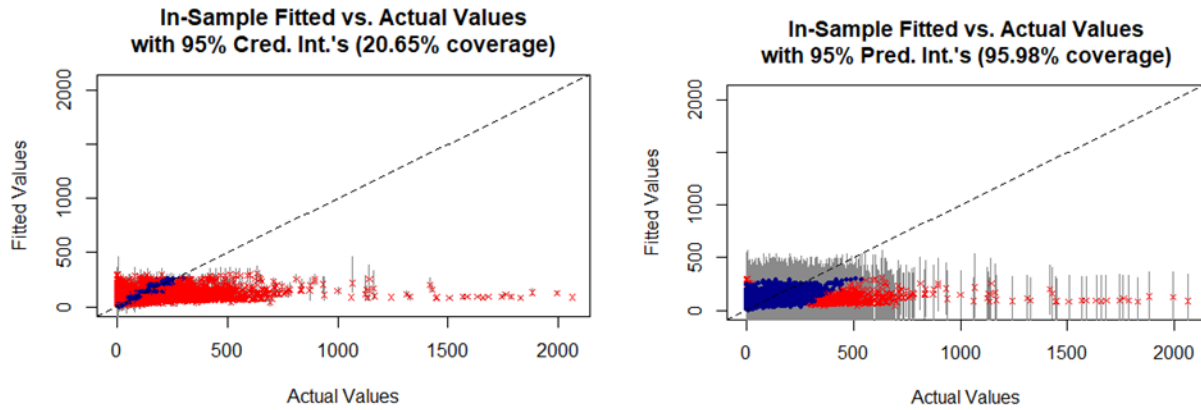 In-Sample Fitted vs. Actual Values
with 95% Cred. Int.'s (20.65% coverage)
Fitted Values
2000
1000
500
0
0
500
1000
1500
2000
Actual Values
In-Sample Fitted vs. Actual Values
with 95% Pred. Int.'s (95.98% coverage)
Fitted Values
2000
1000
500
0
0
500
1000
1500
2000
Actual Values